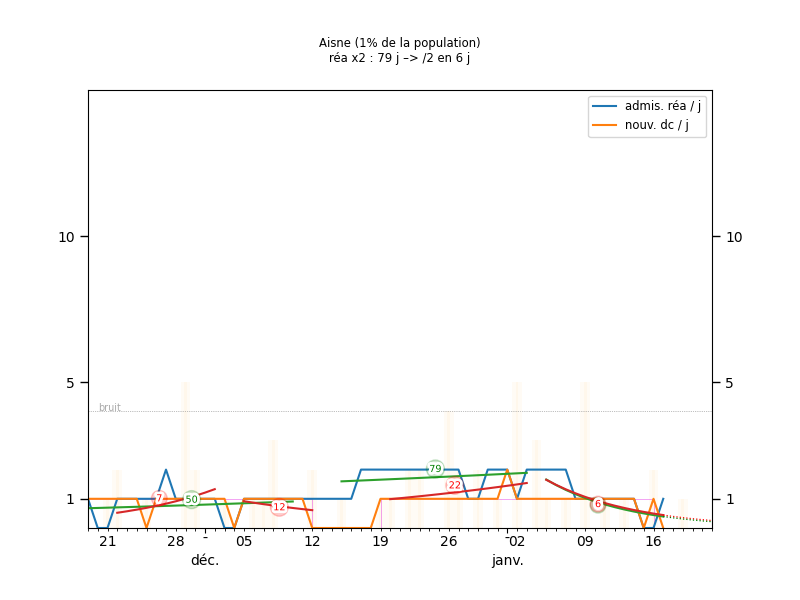 Aisne (1% de la population)
réa x2 : 79 j –> /2 en 6 j
admis. réa / j
nouv. dc / j
10 10
5 5
bruit
79
22
7 50 12 6
1 1
21 28 05 12 19 26 02 09 16
déc. janv.